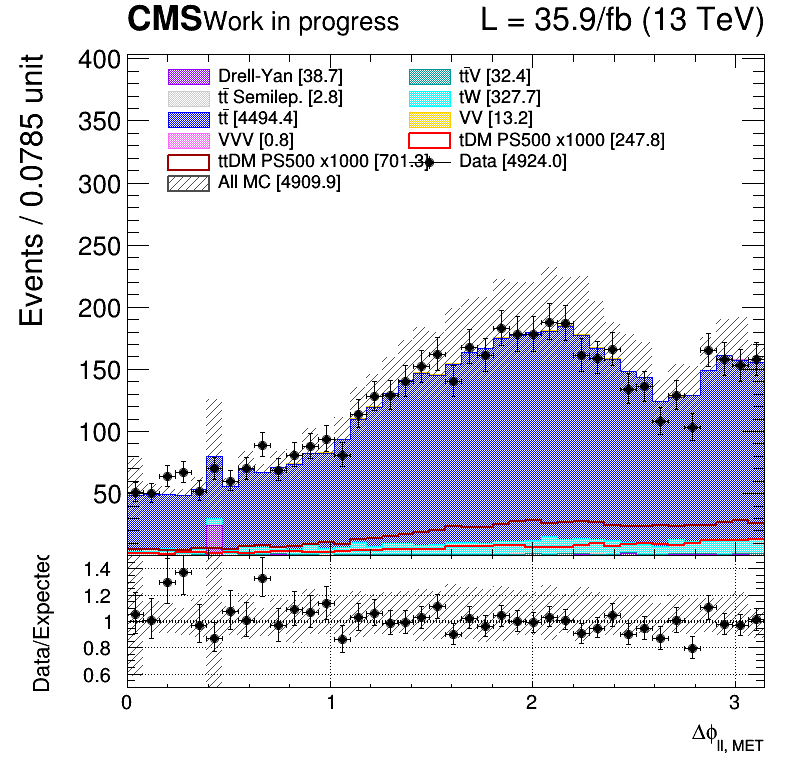 CMS Work in progress L = 35.9/fb (13 TeV)
Events / 0.0785 unit
400
350
300
250
200
150
100
50
Drell-Yan [38.7]
tt̄ Semilep. [2.8]
tt̄ [4494.4]
VVV [0.8]
ttDM PS500 x1000 [701.3]
All MC [4909.9]
tt̄V [32.4]
tW [327.7]
VV [13.2]
tDM PS500 x1000 [247.8]
Data [4924.0]
Data/Expected
1.4
1.2
1
0.8
0.6
0 1 2 3
Δϕll, MET